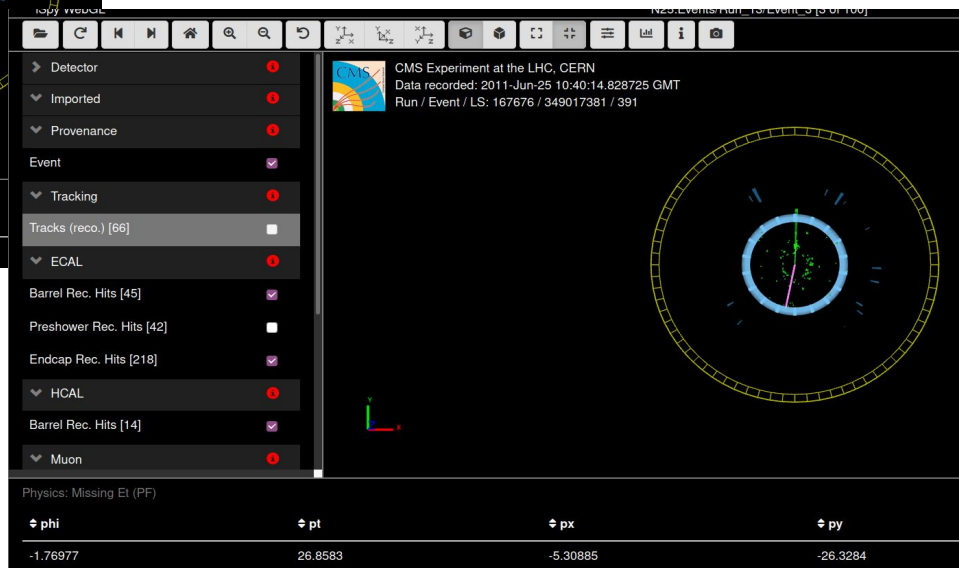 iSpy WebGL
N25:Events/Run_13/Event_3 [3 of 100]
CMS
CMS Experiment at the LHC, CERN
Data recorded: 2011-Jun-25 10:40:14.828725 GMT
Run / Event / LS: 167676 / 349017381 / 391
Detector
Imported
Provenance
Event
Tracking
Tracks (reco.) [66]
ECAL
Barrel Rec. Hits [45]
Preshower Rec. Hits [42]
Endcap Rec. Hits [218]
HCAL
Barrel Rec. Hits [14]
Muon
Y
X
Physics: Missing Et (PF)
phi pt px py
-1.76977 26.8583 -5.30885 -26.3284